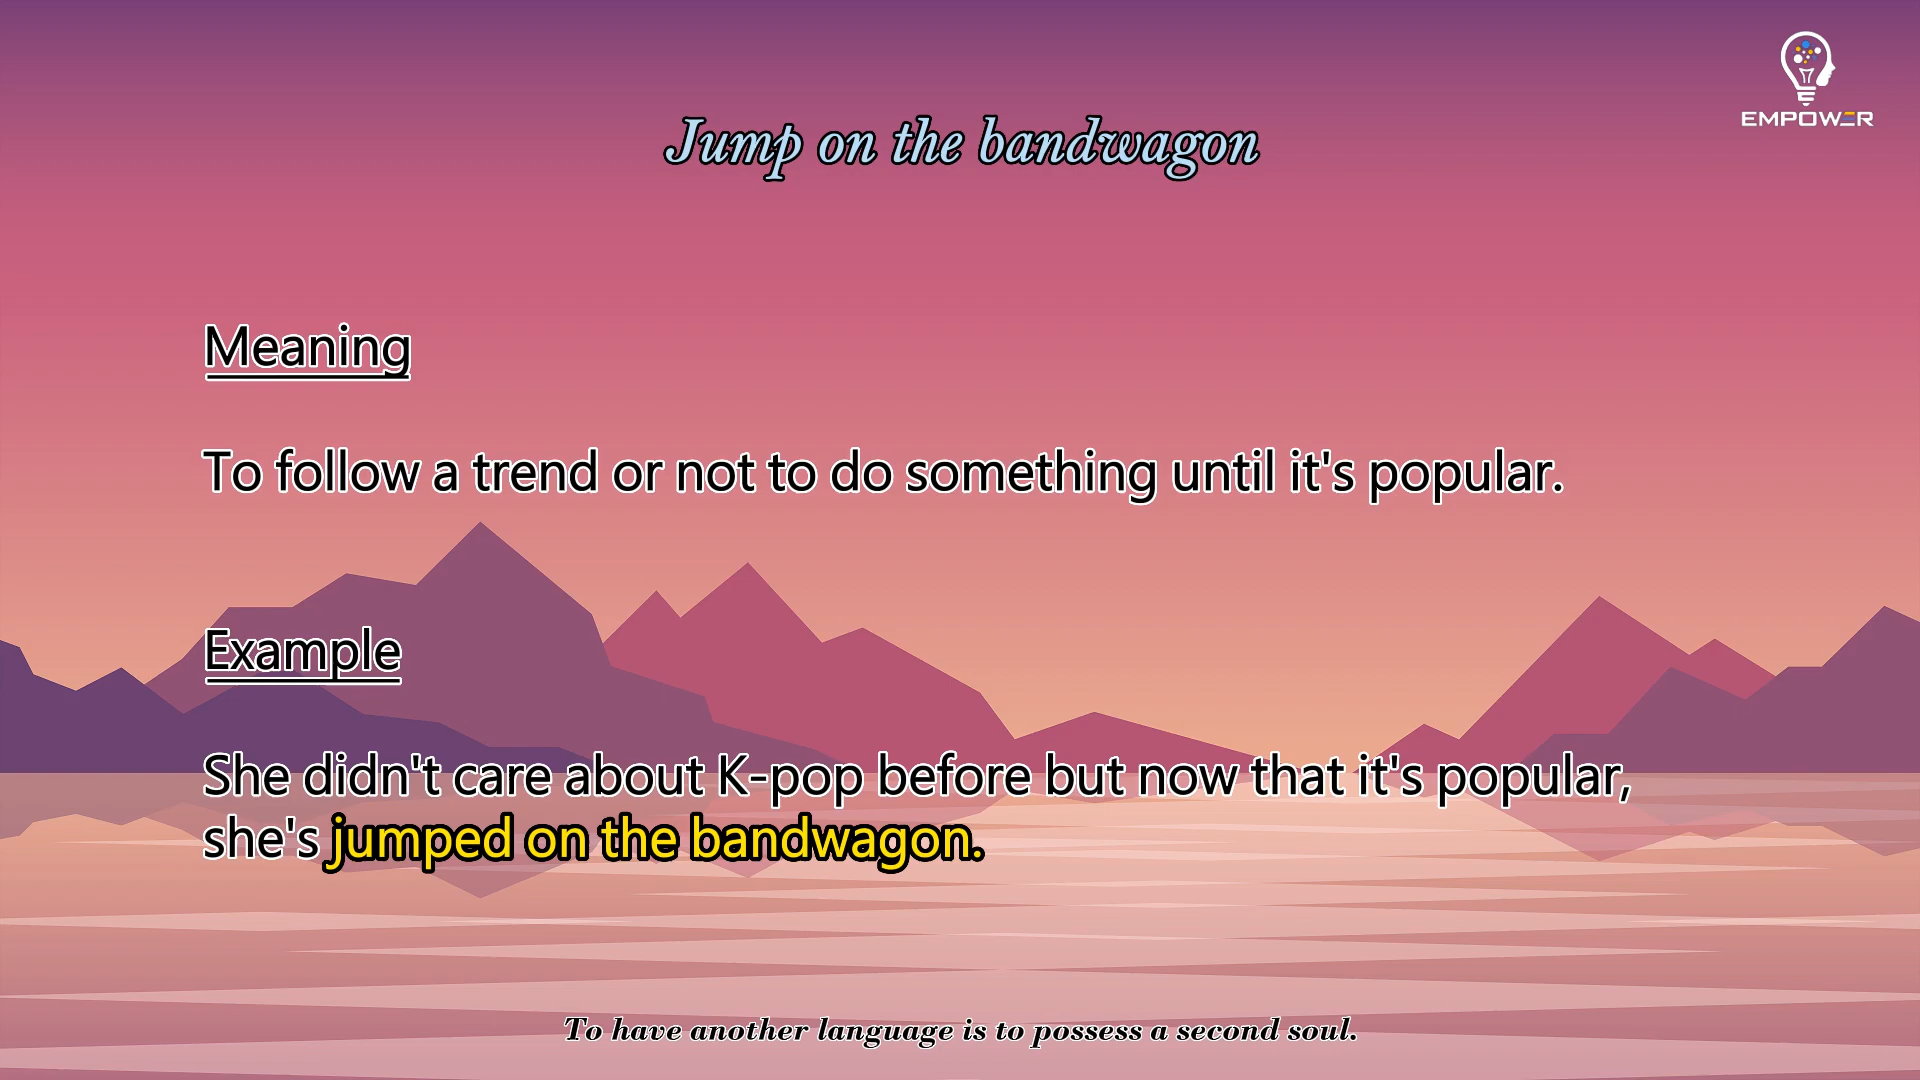 EMPOWER
Jump on the bandwagon
Meaning
To follow a trend or not to do something until it's popular.
Example
She didn't care about K-pop before but now that it's popular,
she's jumped on the bandwagon.
To have another language is to possess a second soul.